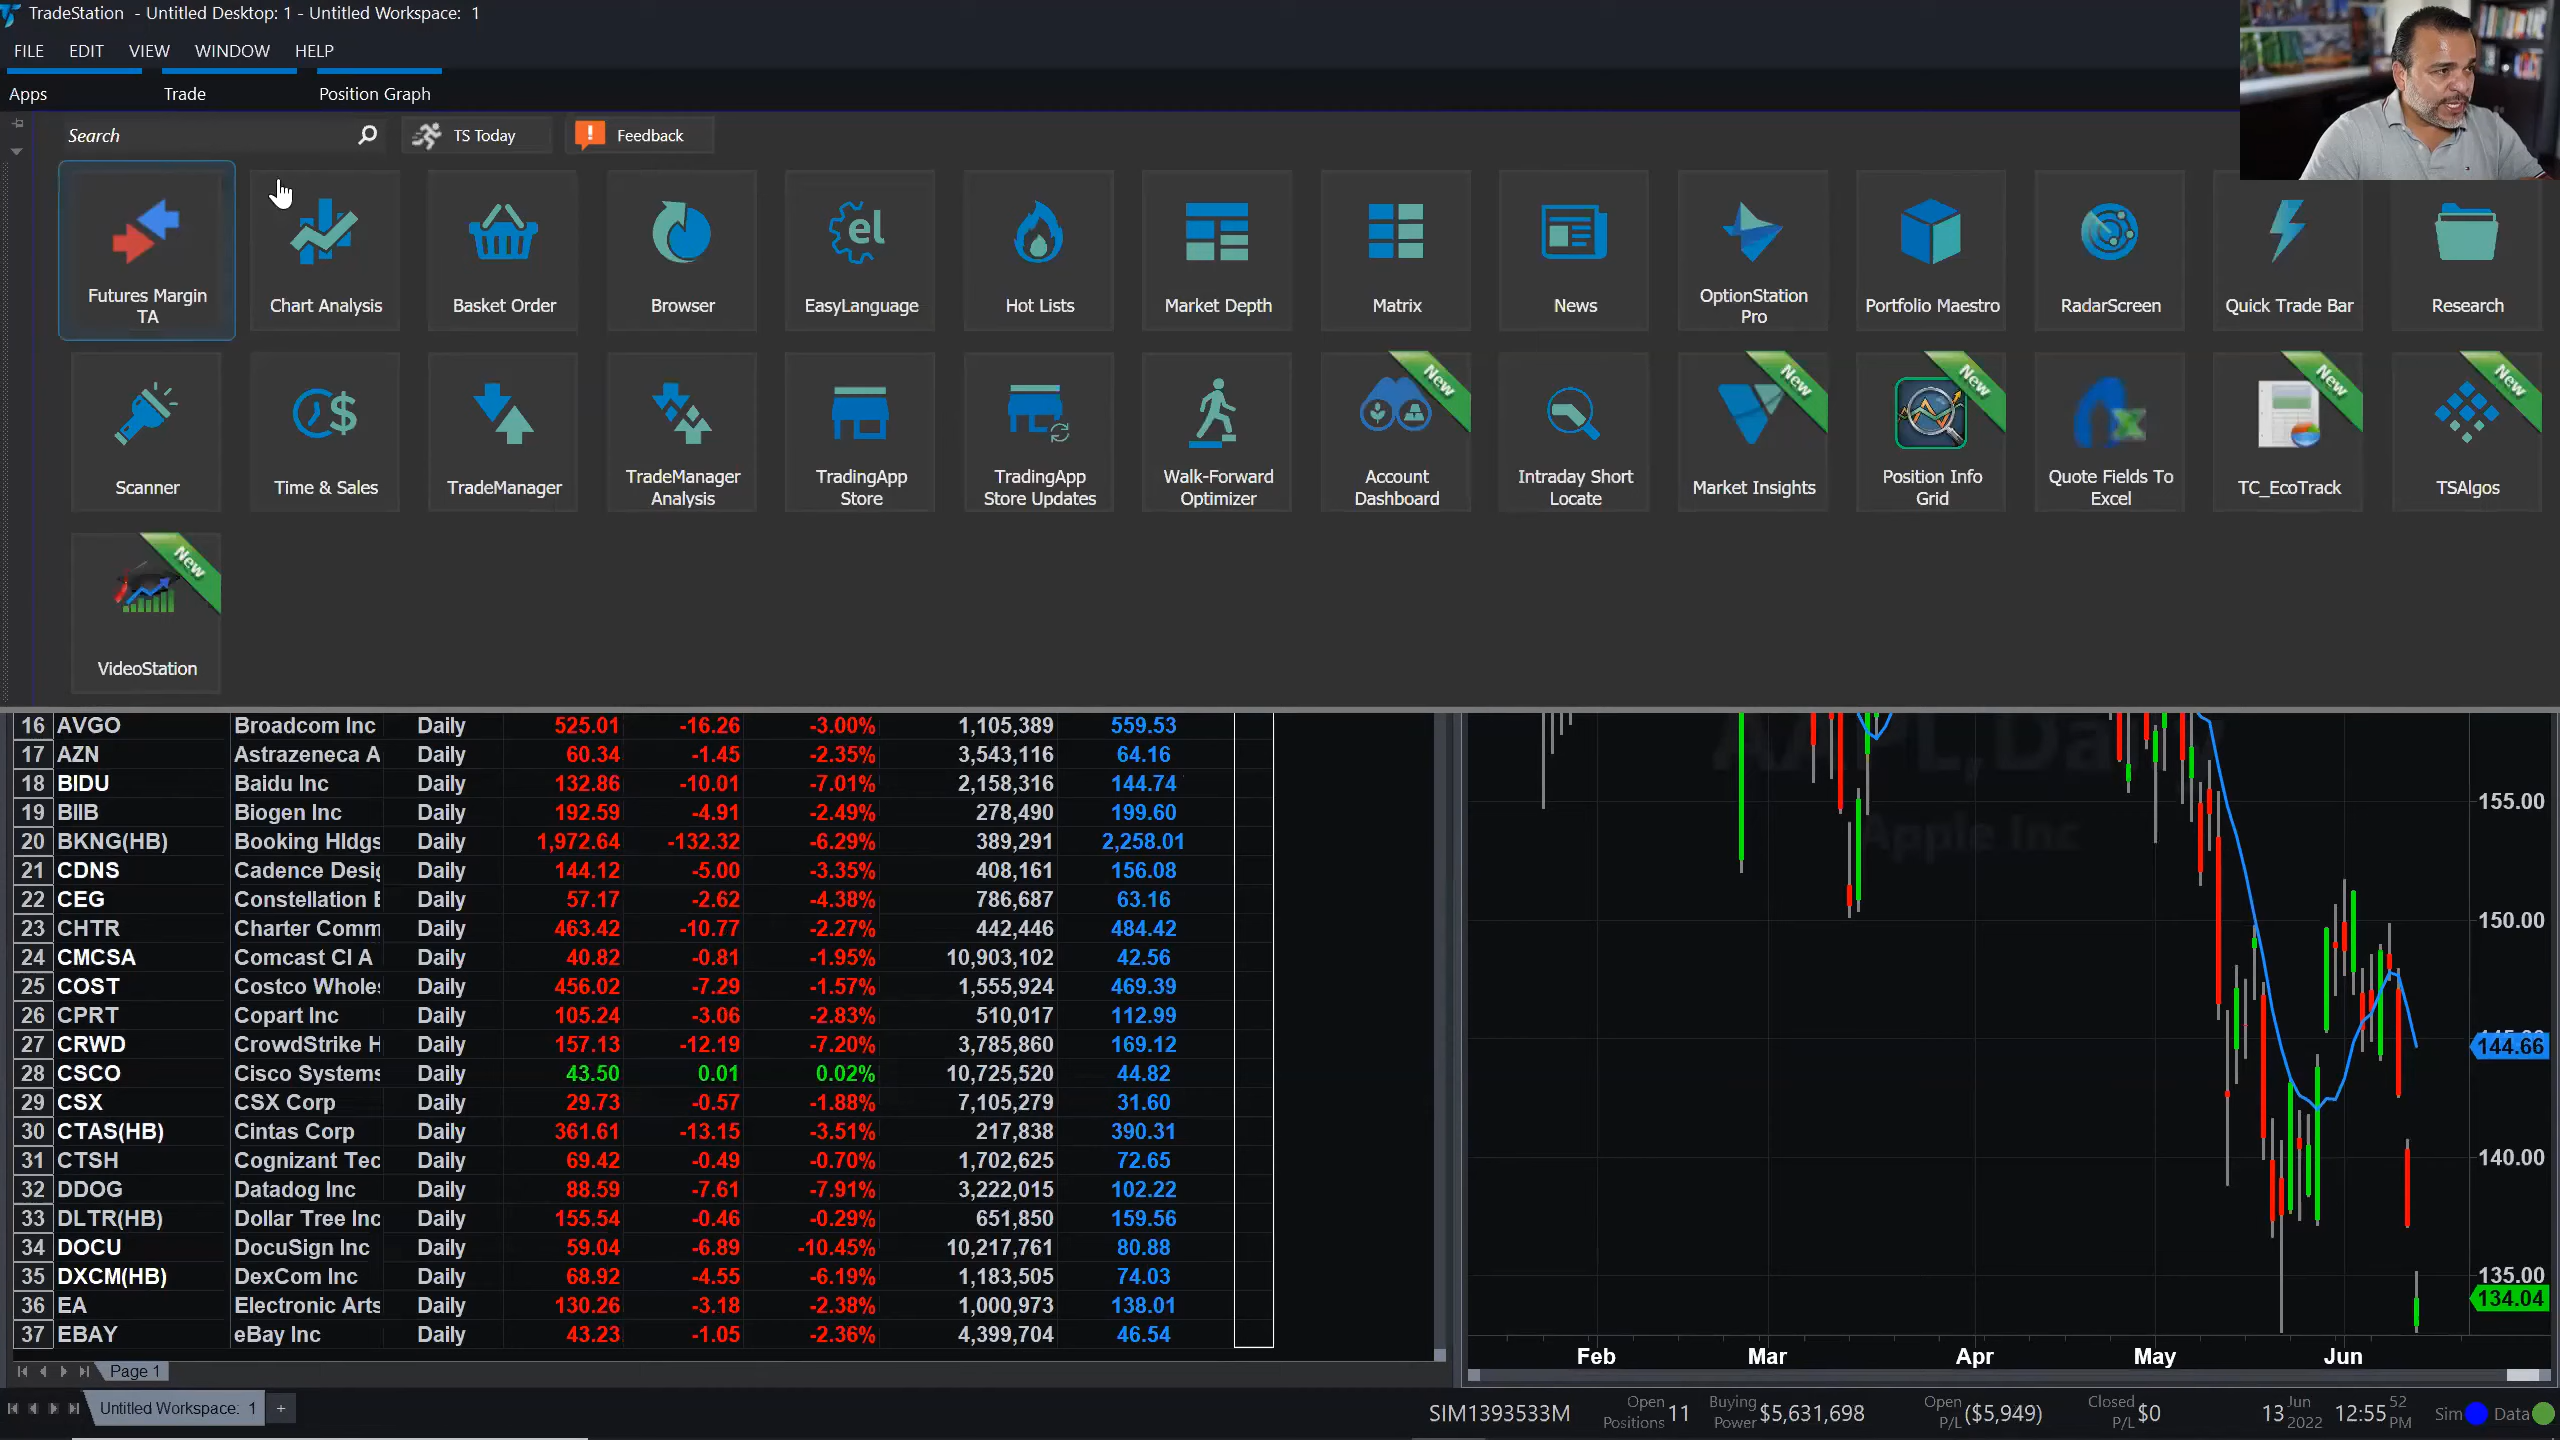 TradeStation - Untitled Desktop: 1 - Untitled Workspace: 1
FILE EDIT VIEW WINDOW HELP
Apps Trade Position Graph
Search TS Today Feedback
Futures Margin TA
Chart Analysis
Basket Order
Browser
el
EasyLanguage
Hot Lists
Market Depth
Matrix
News
OptionStation Pro
Portfolio Maestro
RadarScreen
Quick Trade Bar
Research
Scanner
Time & Sales
TradeManager
TradeManager Analysis
TradingApp Store
TradingApp Store Updates
Walk-Forward Optimizer
New
Account Dashboard
Intraday Short Locate
New
Market Insights
New
Position Info Grid
Quote Fields To Excel
New
TC_EcoTrack
New
TSAlgos
New
VideoStation
16 AVGO Broadcom Inc Daily 525.01 -16.26 -3.00% 1,105,389 559.53
17 AZN Astrazeneca A Daily 60.34 -1.45 -2.35% 3,543,116 64.16
18 BIDU Baidu Inc Daily 132.86 -10.01 -7.01% 2,158,316 144.74
19 BIIB Biogen Inc Daily 192.59 -4.91 -2.49% 278,490 199.60
20 BKNG(HB) Booking Hldgs Daily 1,972.64 -132.32 -6.29% 389,291 2,258.01
21 CDNS Cadence Desig Daily 144.12 -5.00 -3.35% 408,161 156.08
22 CEG Constellation E Daily 57.17 -2.62 -4.38% 786,687 63.16
23 CHTR Charter Comm Daily 463.42 -10.77 -2.27% 442,446 484.42
24 CMCSA Comcast Cl A Daily 40.82 -0.81 -1.95% 10,903,102 42.56
25 COST Costco Wholes Daily 456.02 -7.29 -1.57% 1,555,924 469.39
26 CPRT Copart Inc Daily 105.24 -3.06 -2.83% 510,017 112.99
27 CRWD CrowdStrike H Daily 157.13 -12.19 -7.20% 3,785,860 169.12
28 CSCO Cisco Systems Daily 43.50 0.01 0.02% 10,725,520 44.82
29 CSX CSX Corp Daily 29.73 -0.57 -1.88% 7,105,279 31.60
30 CTAS(HB) Cintas Corp Daily 361.61 -13.15 -3.51% 217,838 390.31
31 CTSH Cognizant Tec Daily 69.42 -0.49 -0.70% 1,702,625 72.65
32 DDOG Datadog Inc Daily 88.59 -7.61 -7.91% 3,222,015 102.22
33 DLTR(HB) Dollar Tree Inc Daily 155.54 -0.46 -0.29% 651,850 159.56
34 DOCU DocuSign Inc Daily 59.04 -6.89 -10.45% 10,217,761 80.88
35 DXCM(HB) DexCom Inc Daily 68.92 -4.55 -6.19% 1,183,505 74.03
36 EA Electronic Arts Daily 130.26 -3.18 -2.38% 1,000,973 138.01
37 EBAY eBay Inc Daily 43.23 -1.05 -2.36% 4,399,704 46.54
AAPL,Daily
Apple Inc
155.00
150.00
144.66
140.00
135.00
134.04
Feb Mar Apr May Jun
Page 1
Untitled Workspace: 1 +
SIM1393533M Open Positions 11 Buying Power $5,631,698 Open P/L ($5,949) Closed P/L $0 13 Jun 2022 12:55 52 PM Sim Data